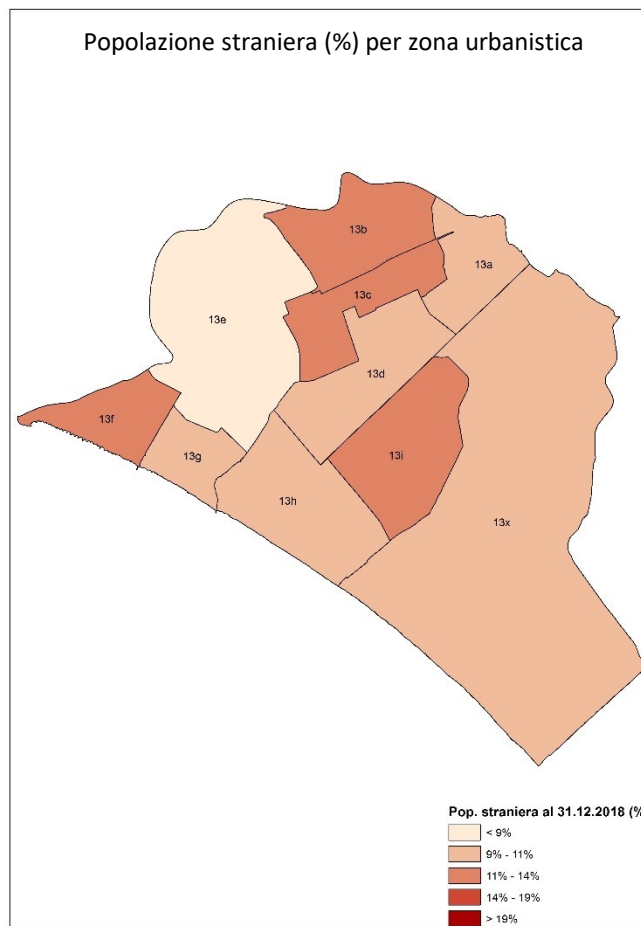 Popolazione straniera (%) per zona urbanistica
13b
13a
13c
13e
13d
13f
13g
13i
13h
13x
Pop. straniera al 31.12.2018 (%
< 9%
9% - 11%
11% - 14%
14% - 19%
> 19%